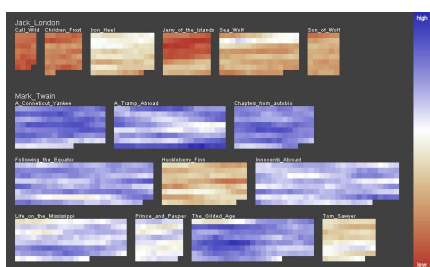 high
Jack_London
Call_Wild Children_Frost Iron_Heel Jerry_of_the_Islands Sea_Wolf Son_of_Wolf
Mark_Twain
A_Conneticut_Yankee A_Tramp_Abroad Chapters_from_autobio
Following_the_Equator Huckleberry_Finn Innocents_Abroad
Life_on_the_Mississippi Prince_and_Pauper The_Gilded_Age Tom_Sawyer
low